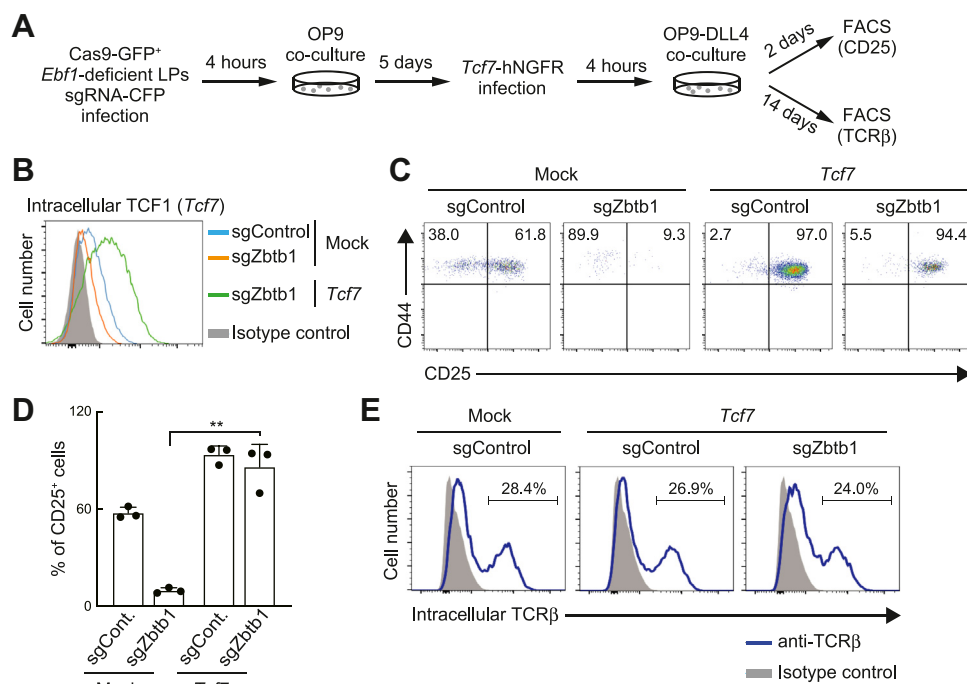 A
Cas9-GFP⁺
Ebf1-deficient LPs
sgRNA-CFP
infection
4 hours
OP9
co-culture
5 days
Tcf7-hNGFR
infection
4 hours
OP9-DLL4
co-culture
2 days
FACS
(CD25)
14 days
FACS
(TCRβ)
B
Intracellular TCF1 (Tcf7)
Cell number
sgControl
sgZbtb1
Mock
sgZbtb1
Tcf7
Isotype control
C
Mock
Tcf7
sgControl
sgZbtb1
sgControl
sgZbtb1
38.0
61.8
89.9
9.3
2.7
97.0
5.5
94.4
CD44
CD25
D
% of CD25⁺ cells
120
60
0
**
sgCont.
sgZbtb1
sgCont.
sgZbtb1
E
Mock
Tcf7
sgControl
sgControl
sgZbtb1
Cell number
28.4%
26.9%
24.0%
Intracellular TCRβ
anti-TCRβ
Isotype control